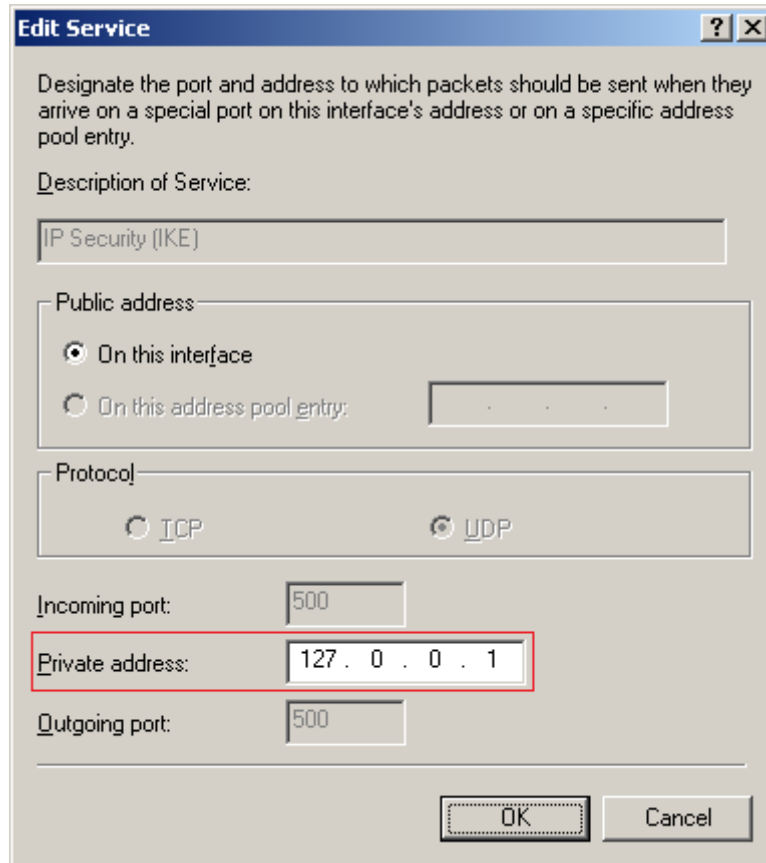 Edit Service
Designate the port and address to which packets should be sent when they
arrive on a special port on this interface's address or on a specific address
pool entry.
Description of Service:
IP Security (IKE)
Public address
On this interface
On this address pool entry:
. . .
Protocol
TCP UDP
Incoming port: 500
Private address: 127 . 0 . 0 . 1
Outgoing port: 500
OK Cancel